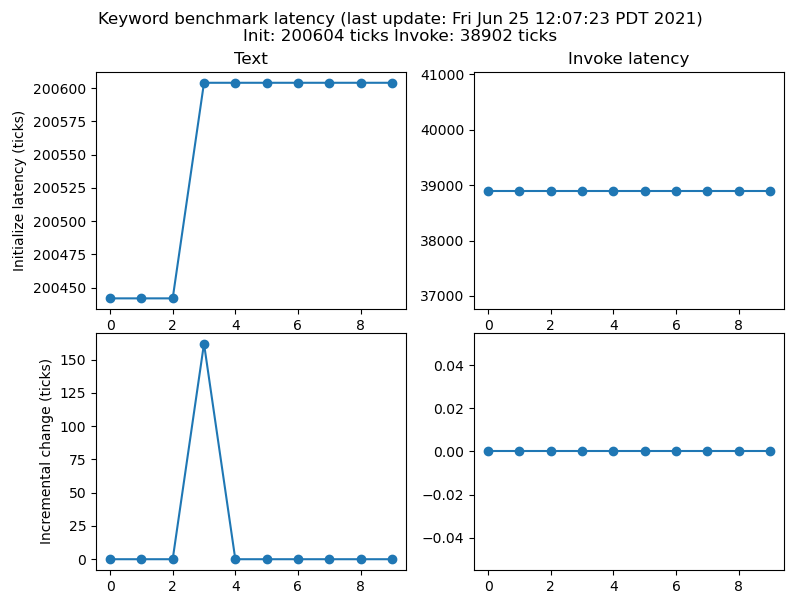 Keyword benchmark latency (last update: Fri Jun 25 12:07:23 PDT 2021)
Init: 200604 ticks Invoke: 38902 ticks
Text
Initialize latency (ticks)
200600
200575
200550
200525
200500
200475
200450
0 2 4 6 8
Invoke latency
41000
40000
39000
38000
37000
0 2 4 6 8
Incremental change (ticks)
150
125
100
75
50
25
0
0 2 4 6 8
0.04
0.02
0.00
−0.02
−0.04
0 2 4 6 8